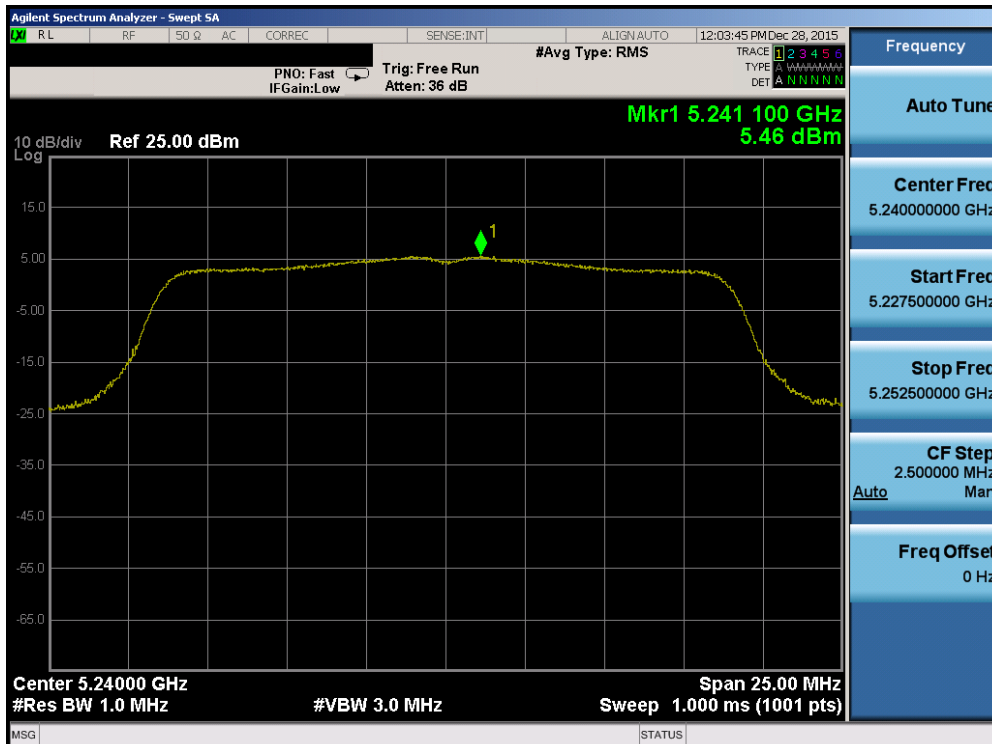 Agilent Spectrum Analyzer - Swept SA
LXI RL RF 50 Ω AC CORREC SENSE:INT ALIGN AUTO 12:03:45 PM Dec 28, 2015
#Avg Type: RMS
TRACE 1 2 3 4 5 6
TYPE A WWWWW
DET A N N N N N
PNO: Fast
IFGain:Low
Trig: Free Run
Atten: 36 dB
Mkr1 5.241 100 GHz
5.46 dBm
10 dB/div Ref 25.00 dBm
Log
15.0
1
5.00
-5.00
-15.0
-25.0
-35.0
-45.0
-55.0
-65.0
Center 5.24000 GHz Span 25.00 MHz
#Res BW 1.0 MHz #VBW 3.0 MHz Sweep 1.000 ms (1001 pts)
MSG STATUS
Frequency
Auto Tune
Center Freq
5.240000000 GHz
Start Freq
5.227500000 GHz
Stop Freq
5.252500000 GHz
CF Step
2.500000 MHz
Auto Man
Freq Offset
0 Hz